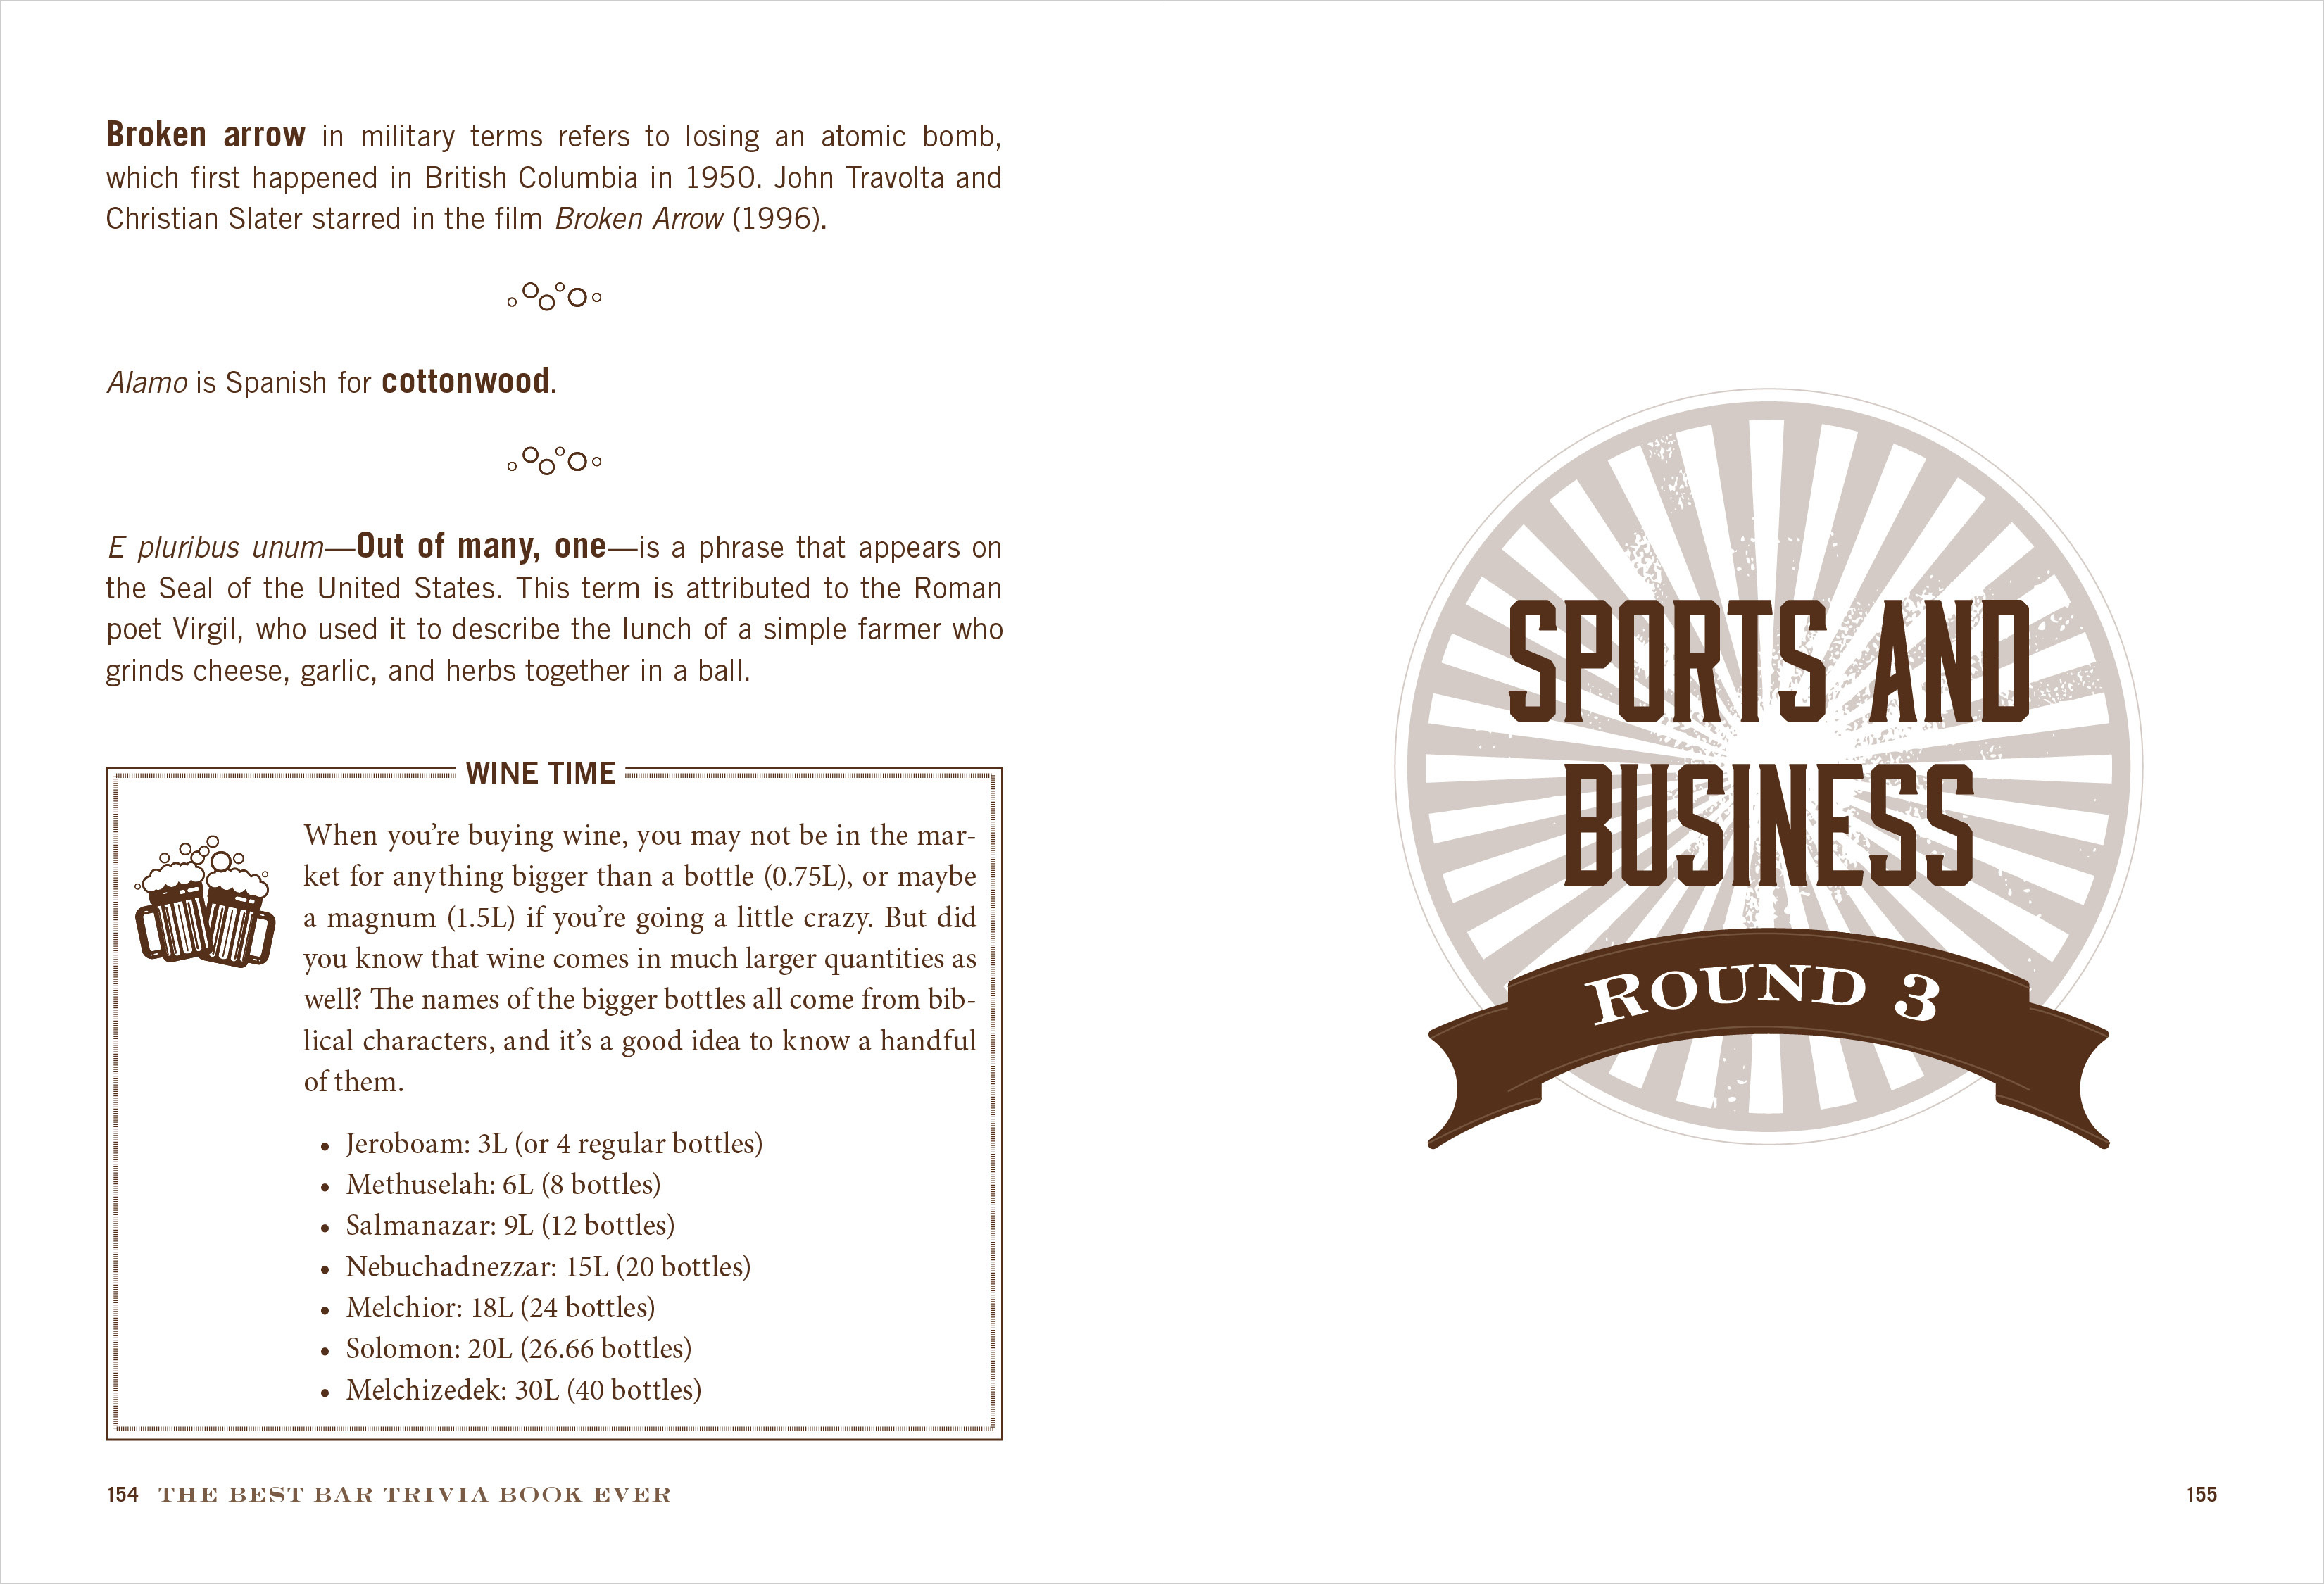 Broken arrow in military terms refers to losing an atomic bomb,
which first happened in British Columbia in 1950. John Travolta and
Christian Slater starred in the film Broken Arrow (1996).
Alamo is Spanish for cottonwood.
E pluribus unum—Out of many, one—is a phrase that appears on
the Seal of the United States. This term is attributed to the Roman
poet Virgil, who used it to describe the lunch of a simple farmer who
grinds cheese, garlic, and herbs together in a ball.
WINE TIME
When you’re buying wine, you may not be in the mar-
ket for anything bigger than a bottle (0.75L), or maybe
a magnum (1.5L) if you’re going a little crazy. But did
you know that wine comes in much larger quantities as
well? The names of the bigger bottles all come from bib-
lical characters, and it’s a good idea to know a handful
of them.
• Jeroboam: 3L (or 4 regular bottles)
• Methuselah: 6L (8 bottles)
• Salmanazar: 9L (12 bottles)
• Nebuchadnezzar: 15L (20 bottles)
• Melchior: 18L (24 bottles)
• Solomon: 20L (26.66 bottles)
• Melchizedek: 30L (40 bottles)
154 THE BEST BAR TRIVIA BOOK EVER
SPORTS AND
BUSINESS
ROUND 3
155